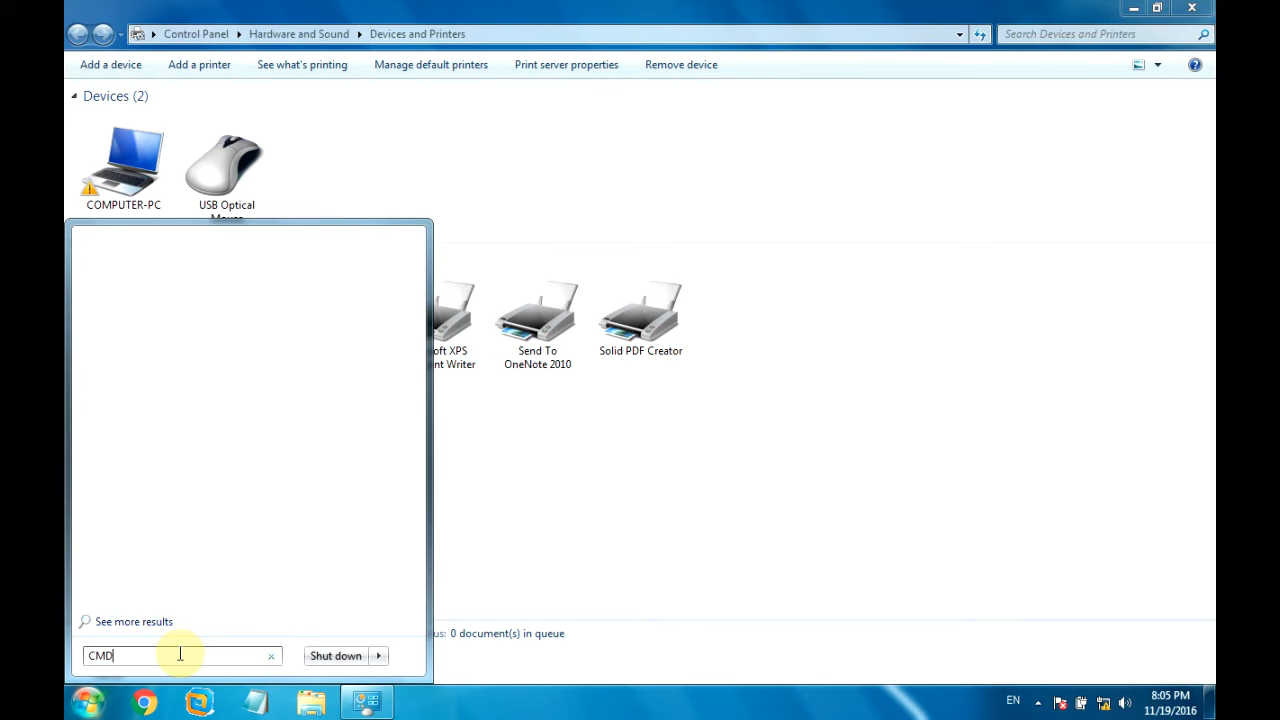 Control Panel Hardware and Sound Devices and Printers
Search Devices and Printers
Add a device Add a printer See what's printing Manage default printers Print server properties Remove device
Devices (2)
COMPUTER-PC
USB Optical
Mouse
oft XPS
nt Writer
Send To
OneNote 2010
Solid PDF Creator
See more results
us: 0 document(s) in queue
CMD
Shut down
EN
8:05 PM
11/19/2016